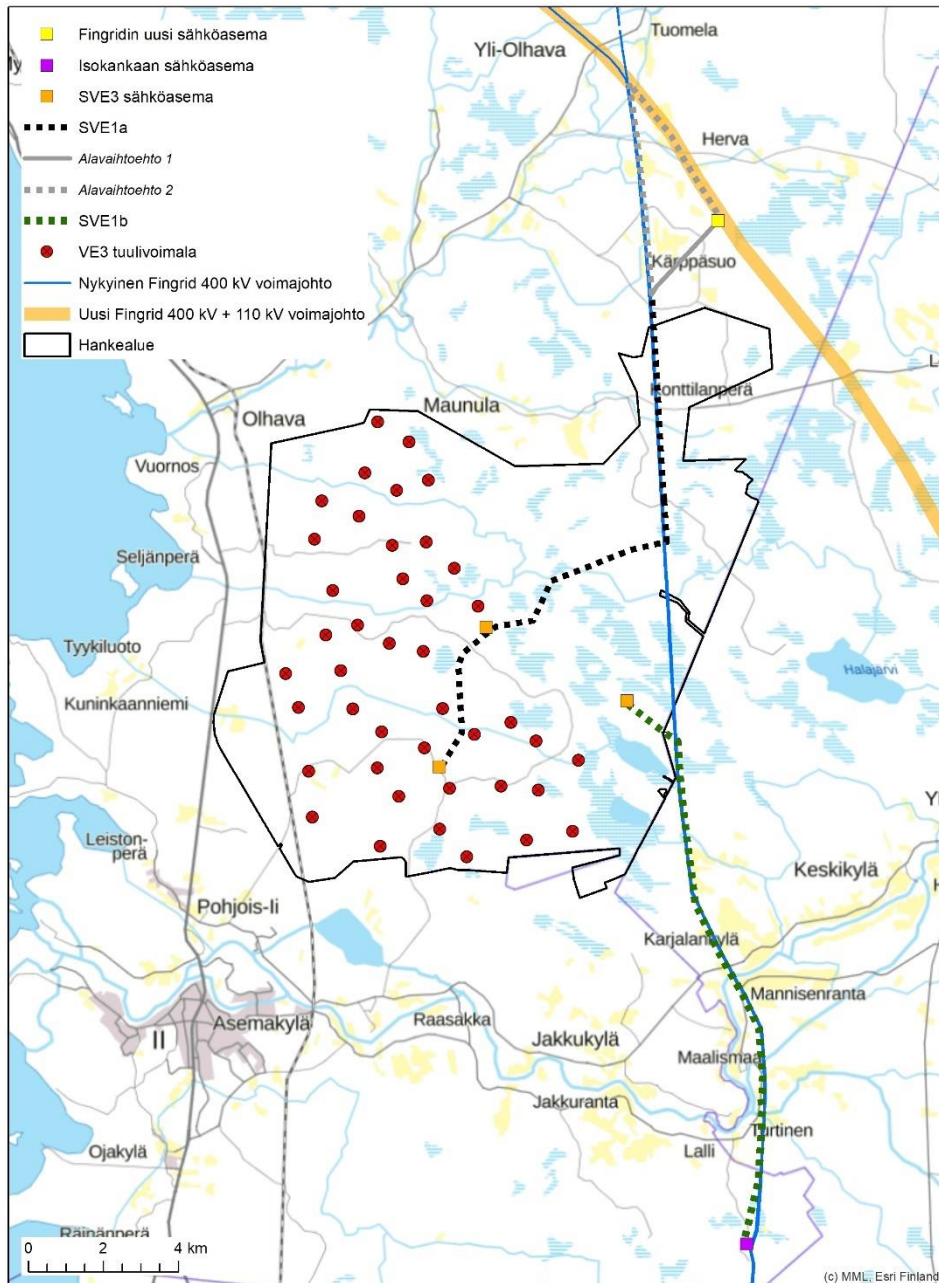 Fingridin uusi sähköasema
Isokankaan sähköasema
SVE3 sähköasema
SVE1a
Alavaihtoehto 1
Alavaihtoehto 2
SVE1b
VE3 tuulivoimala
Nykyinen Fingrid 400 kV voimajohto
Uusi Fingrid 400 kV + 110 kV voimajohto
Hankealue
Tuomela
Yli-Olhava
Herva
Kärppäsuo
Konttilanperä
Maunula
Olhava
Vuornos
Seljänperä
Tyykiluoto
Halajärvi
Kuninkaanniemi
Leiston-
perä
Keskikylä
Pohjois-Ii
Karjalankylä
Mannisenranta
Asemakylä
Raasakka
II
Jakkukylä
Maalismaa
Jakkuranta
Turtinen
Lalli
Ojakylä
Räinänperä
0 2 4 km
(c) MML, Esri Finland